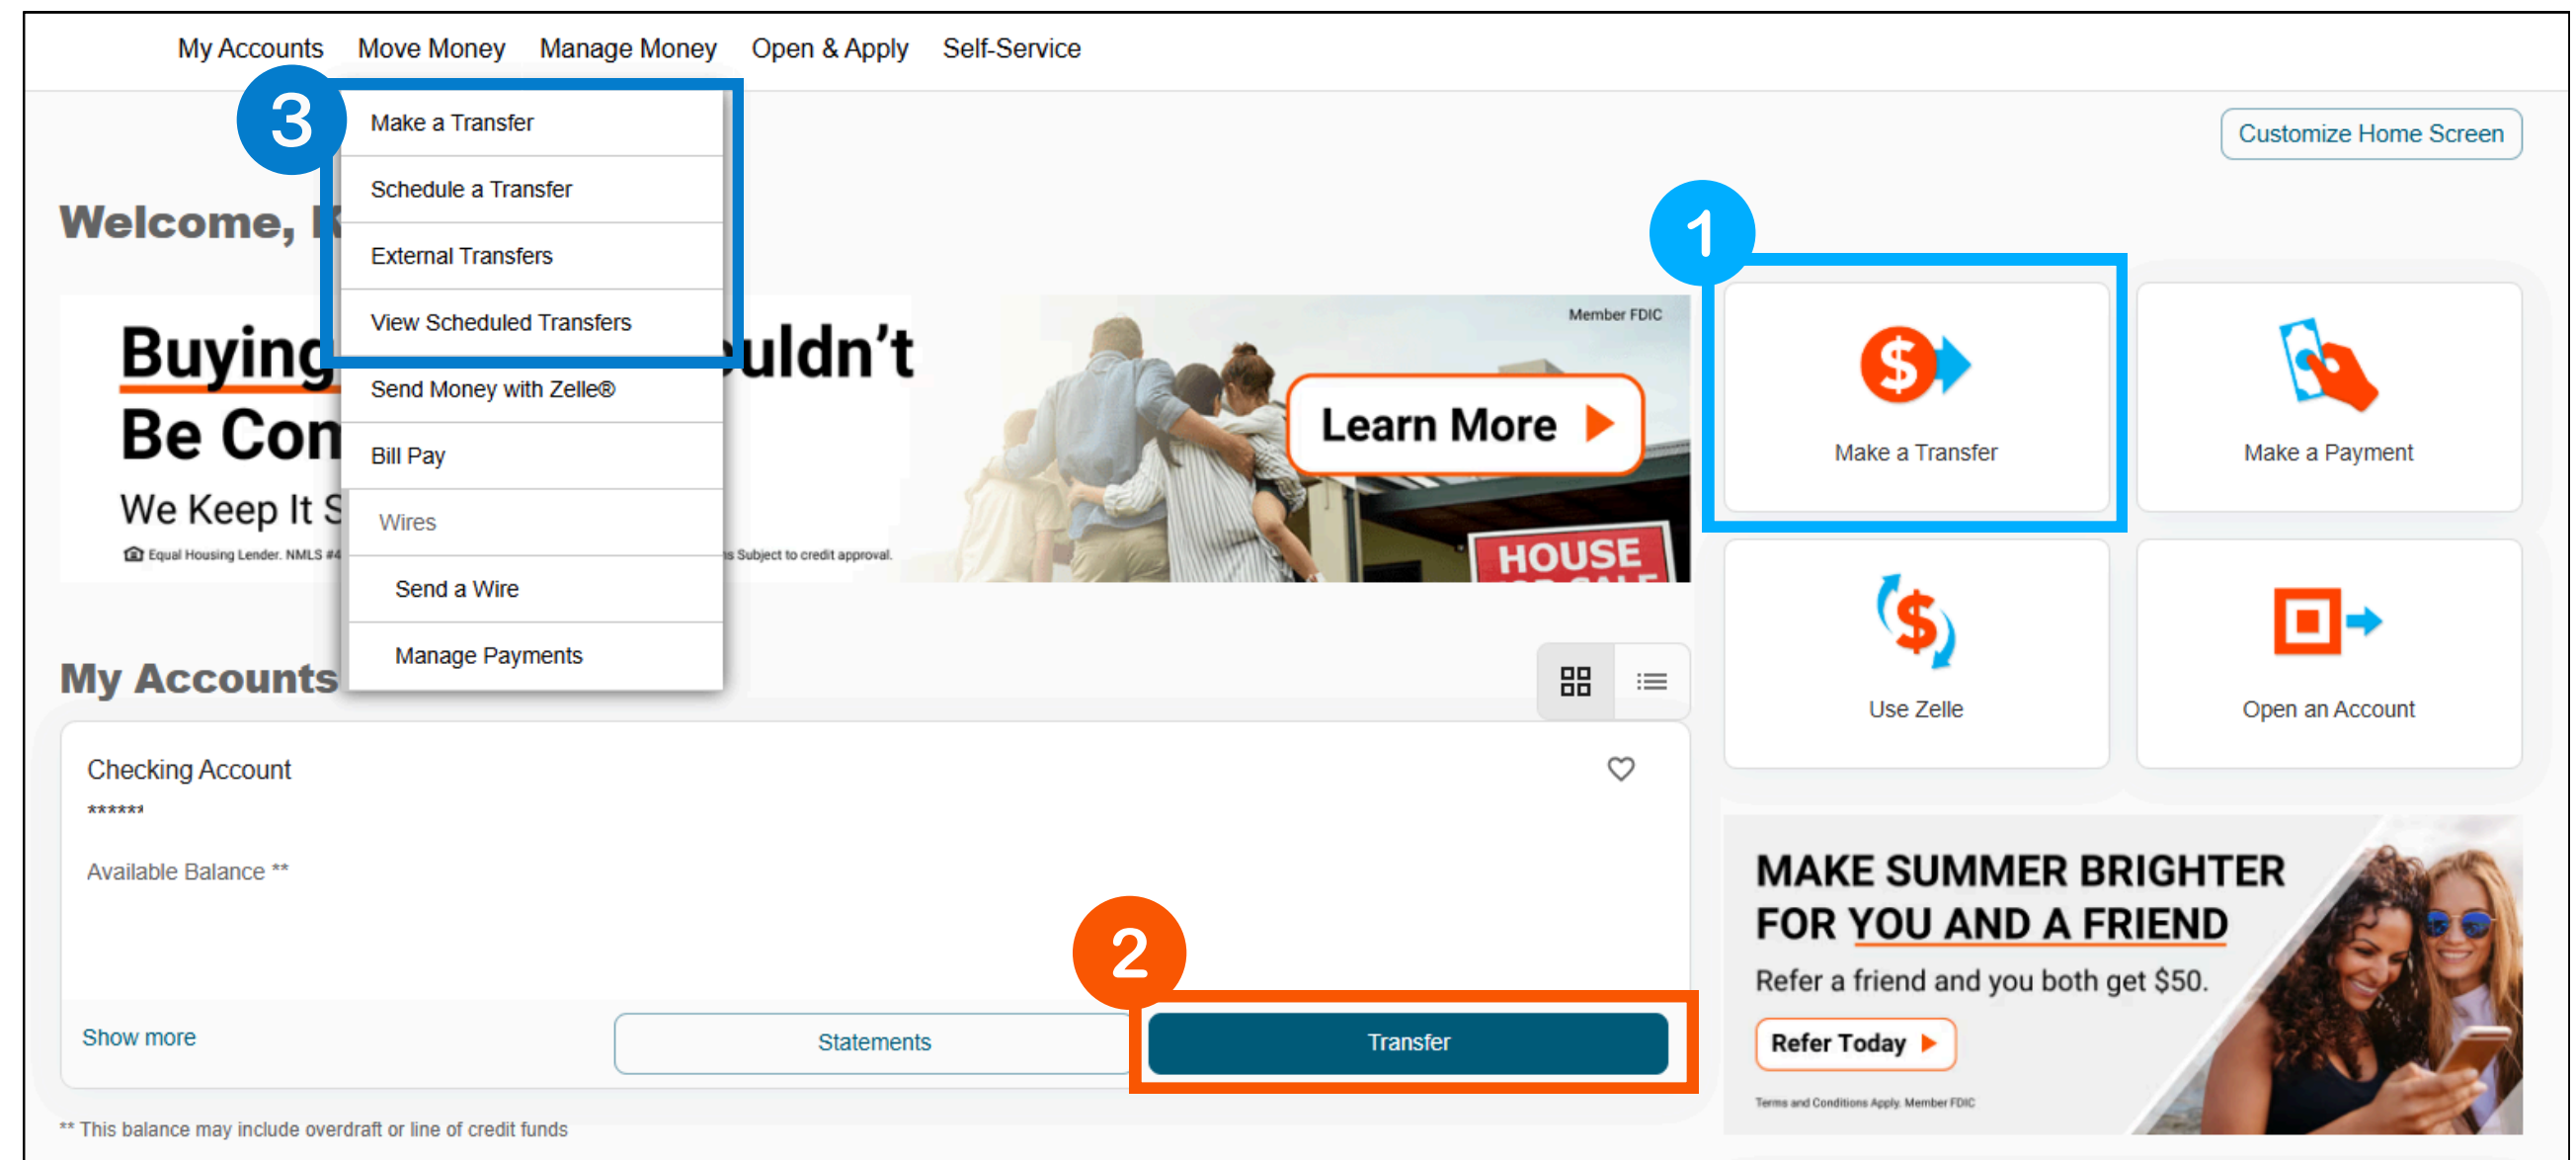 My Accounts Move Money Manage Money Open & Apply Self-Service
3
Make a Transfer
Schedule a Transfer
External Transfers
View Scheduled Transfers
Send Money with Zelle®
Bill Pay
Wires
Send a Wire
Manage Payments
Customize Home Screen
Welcome,
Buying
Be
We Keep It
Equal Housing Lender. NMLS
Subject to credit approval.
Member FDIC
Learn More
HOUSE
FOR SALE
1
Make a Transfer
Make a Payment
Use Zelle
Open an Account
My Accounts
Checking Account
******
Available Balance **
2
Show more
Statements
Transfer
** This balance may include overdraft or line of credit funds
MAKE SUMMER BRIGHTER
FOR YOU AND A FRIEND
Refer a friend and you both get $50.
Refer Today
Terms and Conditions Apply. Member FDIC